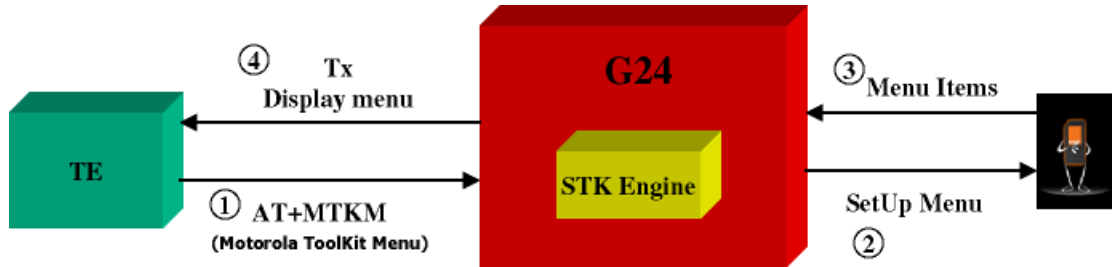 ④ Tx
Display menu
TE
① AT+MTKM
(Motorola ToolKit Menu)
G24
STK Engine
③ Menu Items
SetUp Menu
②